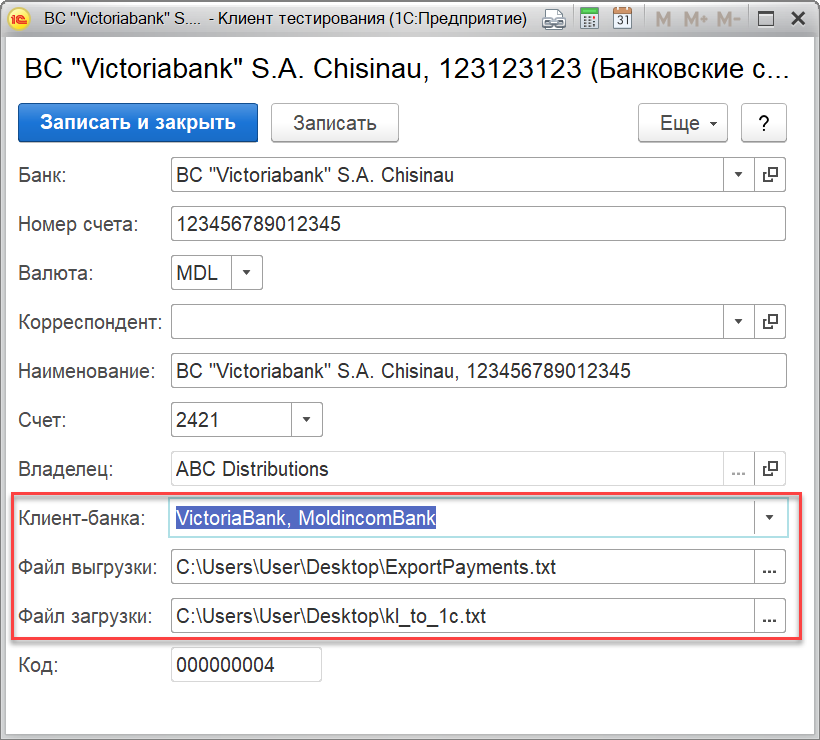 BC "Victoriabank" S.... - Клиент тестирования (1С:Предприятие) 31 M M+ M-
BC "Victoriabank" S.A. Chisinau, 123123123 (Банковские с...
Записать и закрыть Записать Еще ?
Банк: BC "Victoriabank" S.A. Chisinau
Номер счета: 123456789012345
Валюта: MDL
Корреспондент:
Наименование: BC "Victoriabank" S.A. Chisinau, 123456789012345
Счет: 2421
Владелец: ABC Distributions ...
Клиент-банка: VictoriaBank, MoldincomBank
Файл выгрузки: C:\Users\User\Desktop\ExportPayments.txt ...
Файл загрузки: C:\Users\User\Desktop\kl_to_1c.txt ...
Код: 000000004